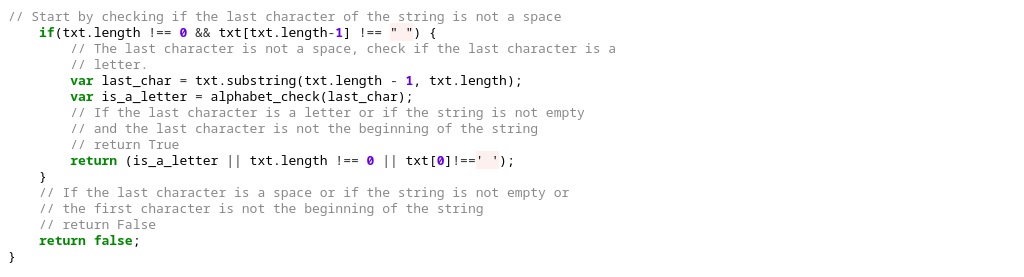 // Start by checking if the last character of the string is not a space
    if(txt.length !== 0 && txt[txt.length-1] !== " ") {
        // The last character is not a space, check if the last character is a
        // letter.
        var last_char = txt.substring(txt.length - 1, txt.length);
        var is_a_letter = alphabet_check(last_char);
        // If the last character is a letter or if the string is not empty
        // and the last character is not the beginning of the string
        // return True
        return (is_a_letter || txt.length !== 0 || txt[0]!==' ');
    }
    // If the last character is a space or if the string is not empty or
    // the first character is not the beginning of the string
    // return False
    return false;
}